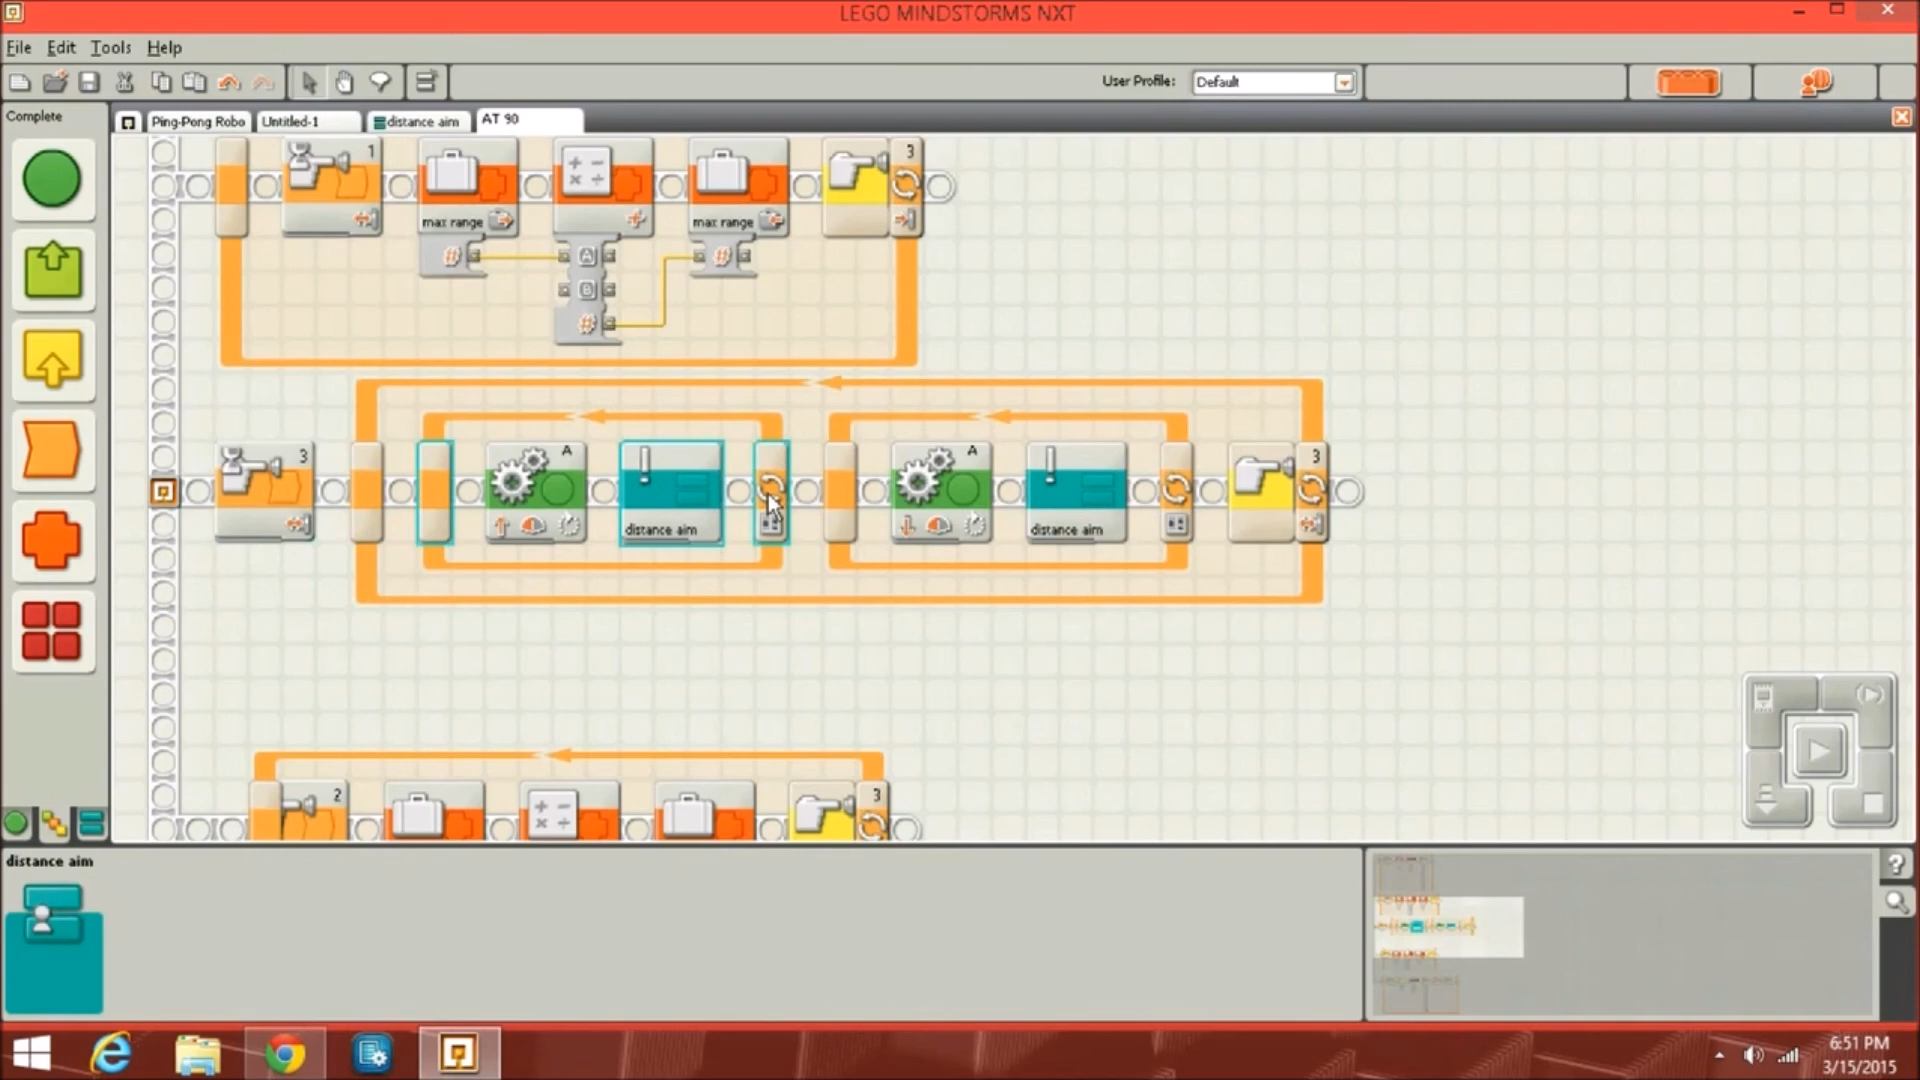 LEGO MINDSTORMS NXT
File Edit Tools Help
User Profile: Default
Complete
Ping-Pong Robo Untitled-1 distance aim AT 90
1 3
max range max range
#
A
#
B
#
3 A A 3
distance aim distance aim
2 3
distance aim
?
6:51 PM
3/15/2015